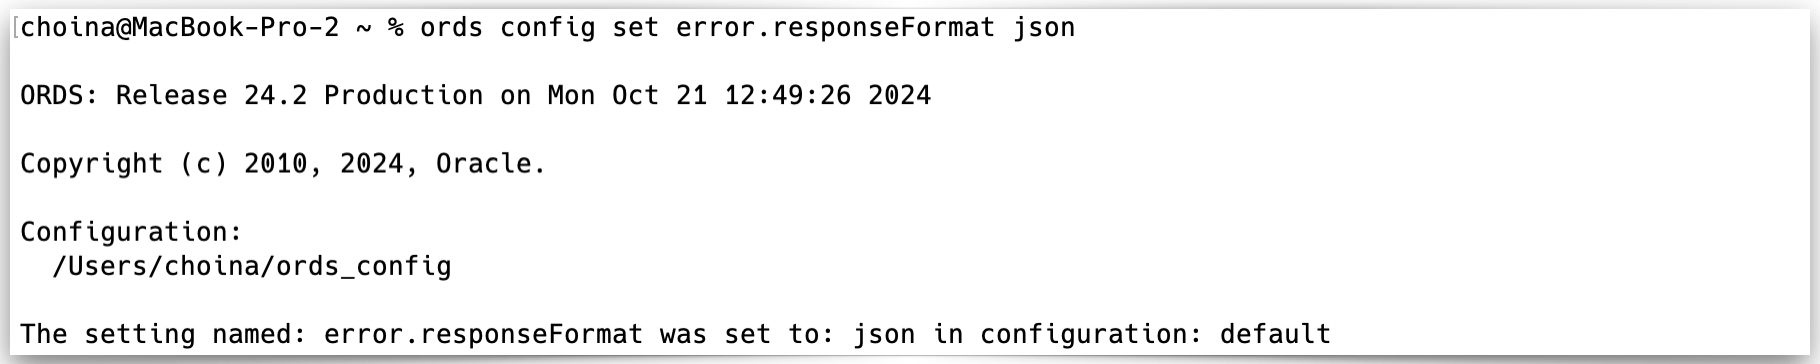 [choina@MacBook-Pro-2 ~ % ords config set error.responseFormat json
ORDS: Release 24.2 Production on Mon Oct 21 12:49:26 2024
Copyright (c) 2010, 2024, Oracle.
Configuration:
  /Users/choina/ords_config
The setting named: error.responseFormat was set to: json in configuration: default